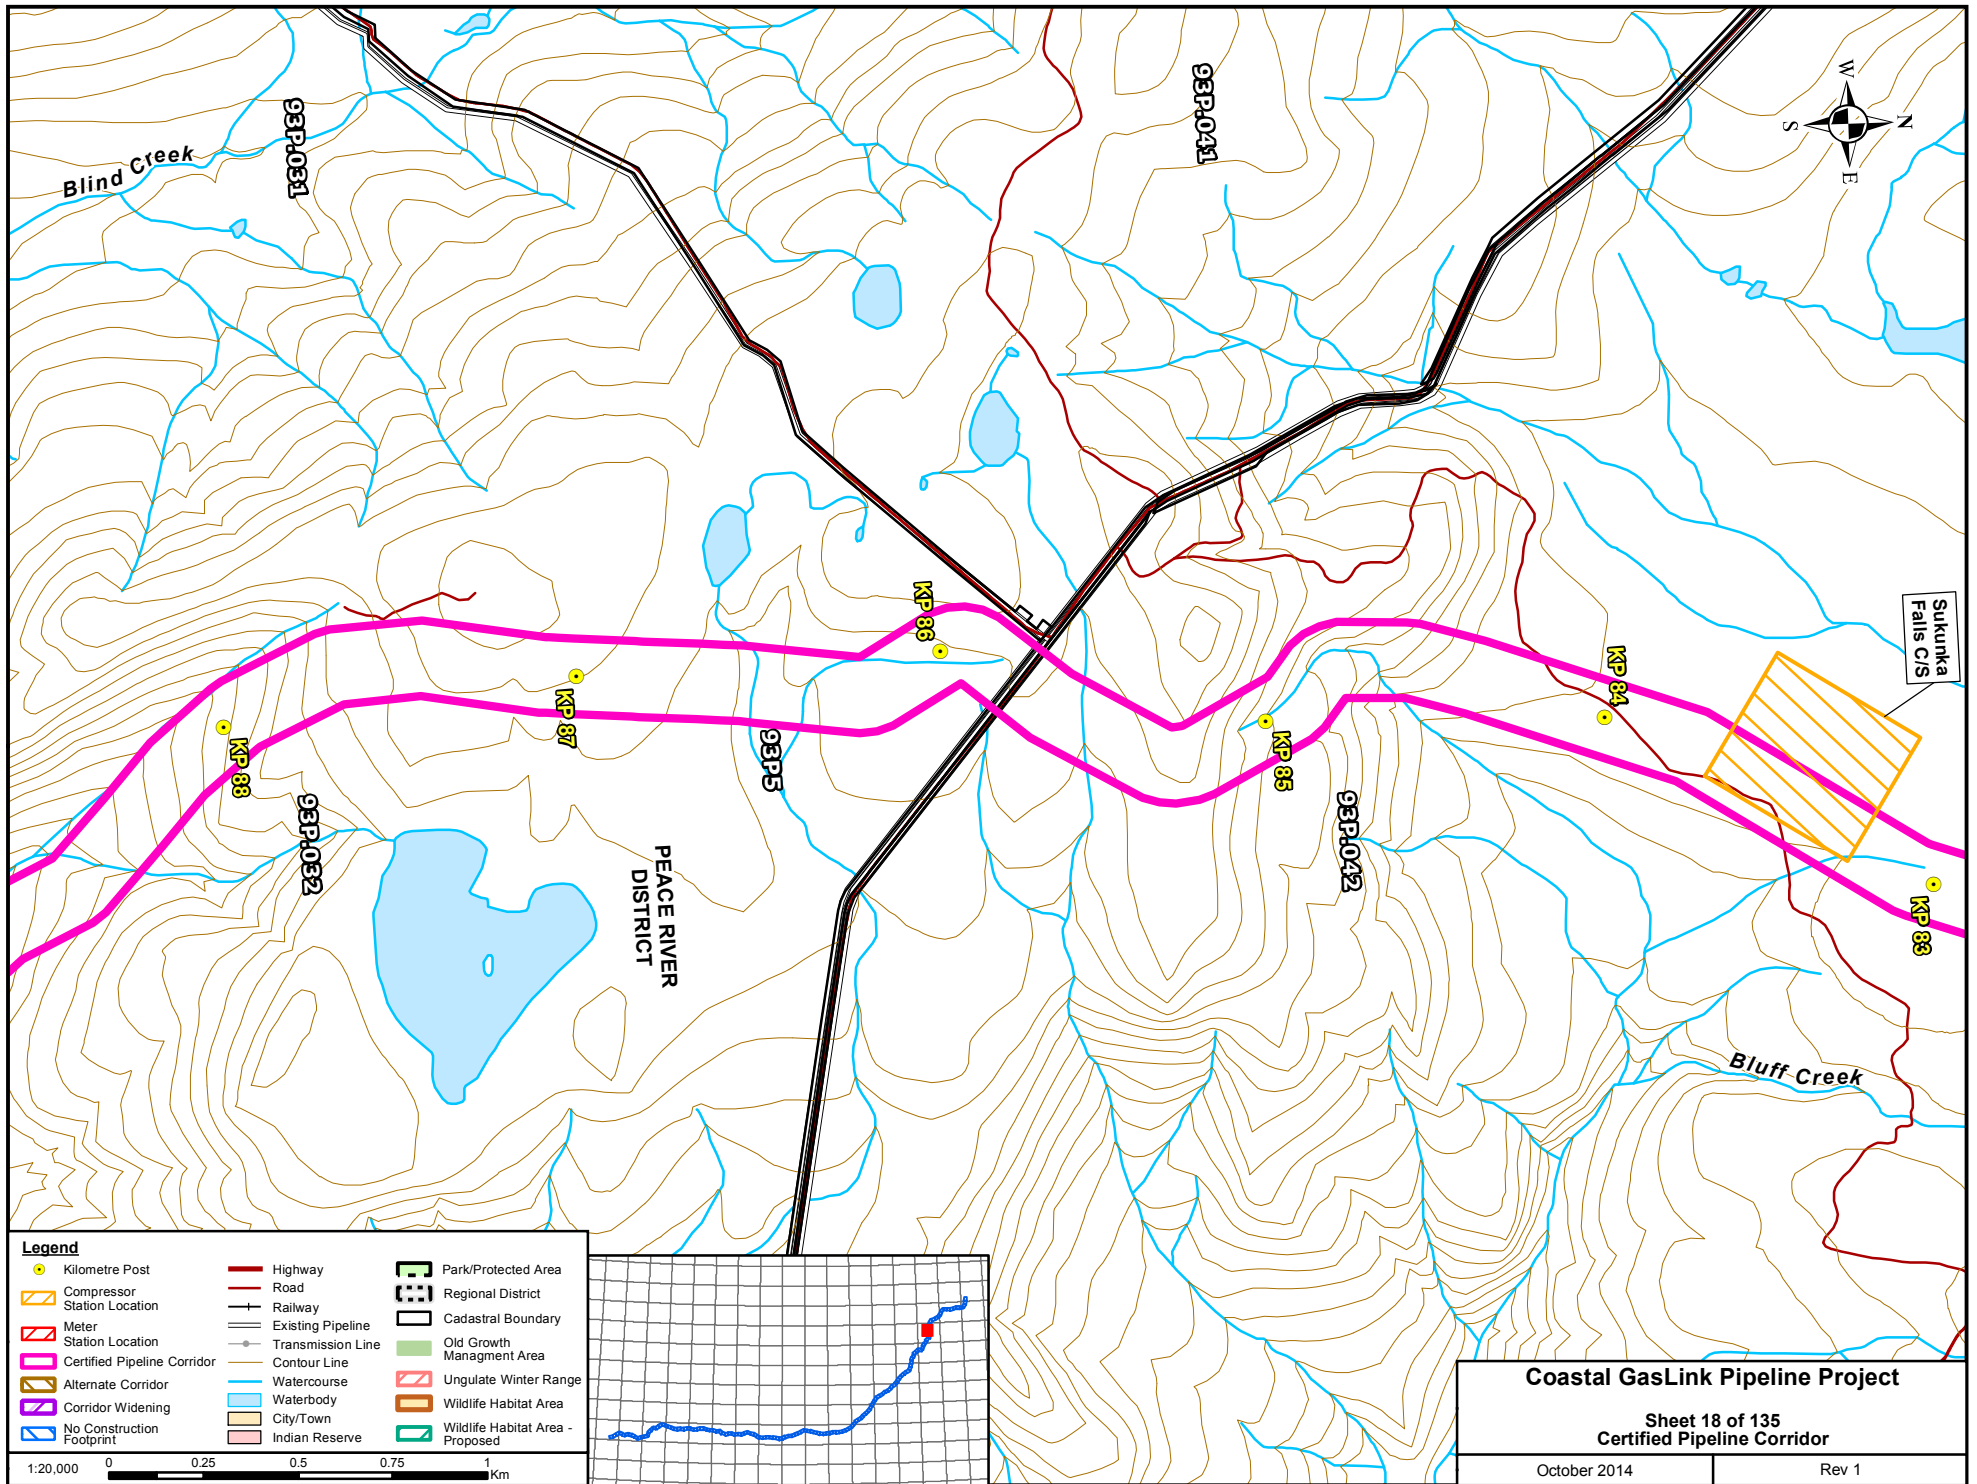 93P.031
Blind Creek
93P.041
W
N
S
E
Sukunka
Falls C/S
KP 86
KP 84
KP 87
KP 85
KP 88
93P5
93P.032
93P.042
KP 83
PEACE RIVER
DISTRICT
Bluff Creek
Legend
Kilometre Post
Compressor
Station Location
Meter
Station Location
Certified Pipeline Corridor
Alternate Corridor
Corridor Widening
No Construction
Footprint
Highway
Road
Railway
Existing Pipeline
Transmission Line
Contour Line
Watercourse
Waterbody
City/Town
Indian Reserve
Park/Protected Area
Regional District
Cadastral Boundary
Old Growth
Managment Area
Ungulate Winter Range
Wildlife Habitat Area
Wildlife Habitat Area -
Proposed
1:20,000
0 0.25 0.5 0.75 1
Km
Coastal GasLink Pipeline Project
Sheet 18 of 135
Certified Pipeline Corridor
October 2014
Rev 1